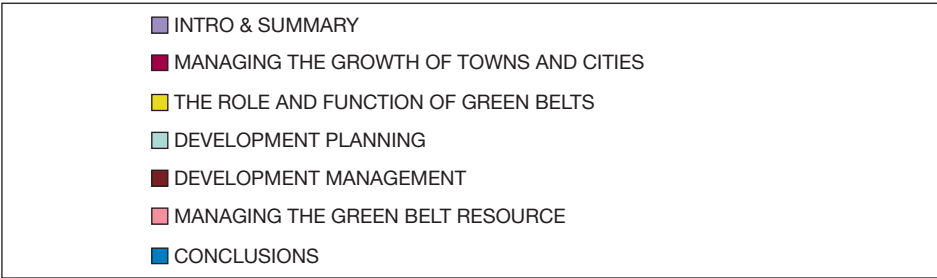 INTRO & SUMMARY
MANAGING THE GROWTH OF TOWNS AND CITIES
THE ROLE AND FUNCTION OF GREEN BELTS
DEVELOPMENT PLANNING
DEVELOPMENT MANAGEMENT
MANAGING THE GREEN BELT RESOURCE
CONCLUSIONS